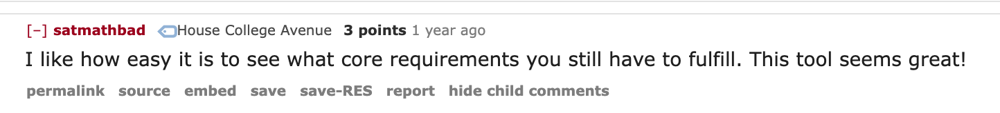 [–] satmathbad House College Avenue 3 points 1 year ago
I like how easy it is to see what core requirements you still have to fulfill. This tool seems great!
permalink source embed save save-RES report hide child comments